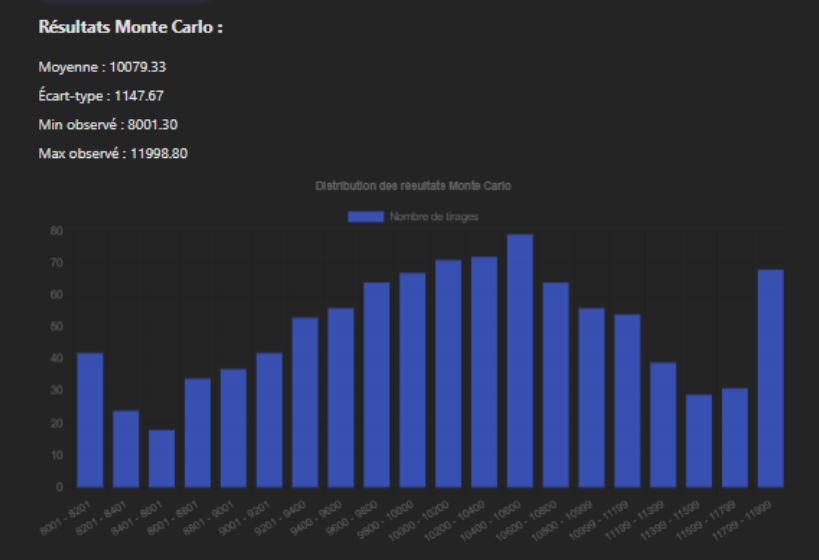 Résultats Monte Carlo :
Moyenne : 10079.33
Écart-type : 1147.67
Min observé : 8001.30
Max observé : 11998.80
Distribution des résultats Monte Carlo
Nombre de tirages
80
70
60
50
40
30
20
10
0
8001 - 8201
8201 - 8401
8401 - 8601
8601 - 8801
8801 - 9001
9001 - 9201
9201 - 9400
9400 - 9600
9600 - 9800
9800 - 10000
10000 - 10200
10200 - 10400
10400 - 10600
10600 - 10800
10800 - 10999
10999 - 11199
11199 - 11399
11399 - 11599
11599 - 11799
11799 - 11999